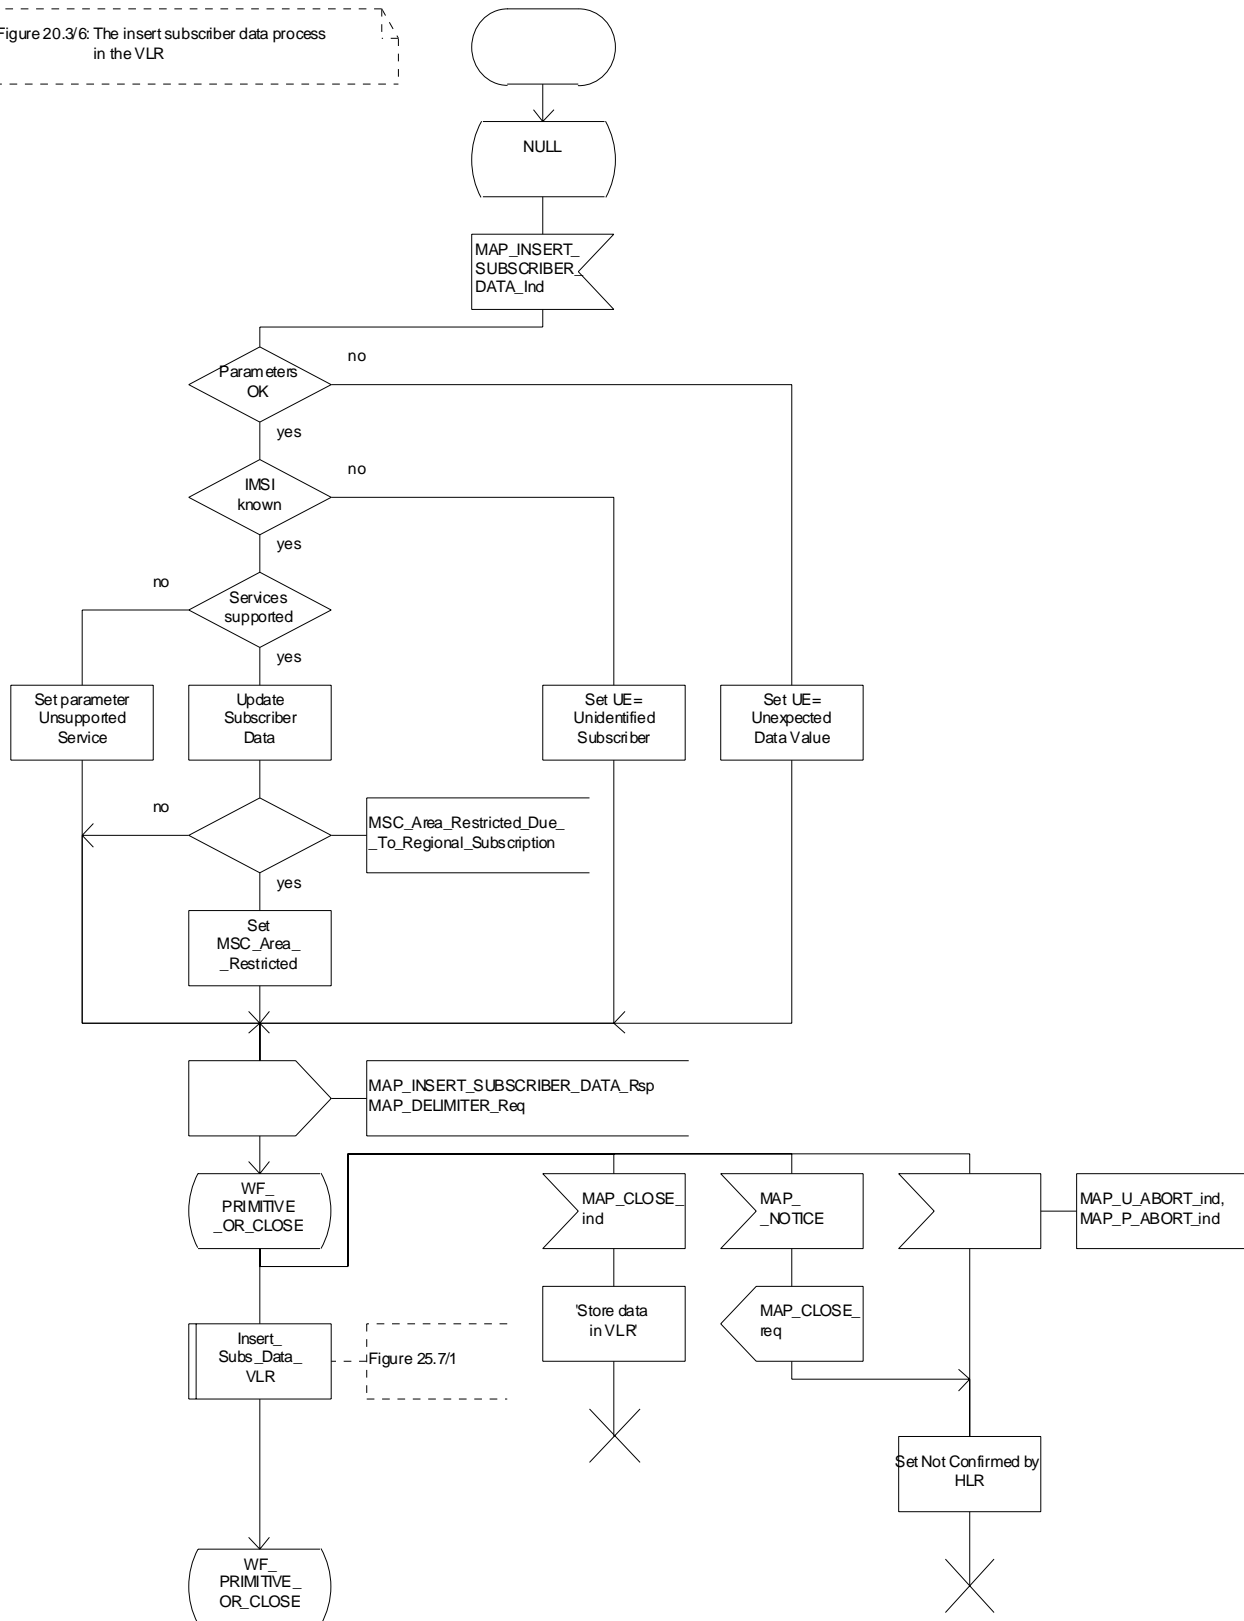 Figure 20.3/6: The insert subscriber data process
in the VLR
NULL
MAP_INSERT_
SUBSCRIBER_
DATA_Ind
Parameters
OK
no
yes
IMSI
known
no
yes
Services
supported
no
yes
Set parameter
Unsupported
Service
Update
Subscriber
Data
Set UE=
Unidentified
Subscriber
Set UE=
Unexpected
Data Value
no
MSC_Area_Restricted_Due_
_To_Regional_Subscription
yes
Set
MSC_Area_
_Restricted
MAP_INSERT_SUBSCRIBER_DATA_Rsp
MAP_DELIMITER_Req
WF_
PRIMITIVE
_OR_CLOSE
MAP_CLOSE_
ind
MAP_
_NOTICE
MAP_U_ABORT_ind,
MAP_P_ABORT_ind
'Store data
in VLR'
MAP_CLOSE_
req
Insert_
Subs_Data_
VLR
Figure 25.7/1
Set Not Confirmed by
HLR
WF_
PRIMITIVE_
OR_CLOSE